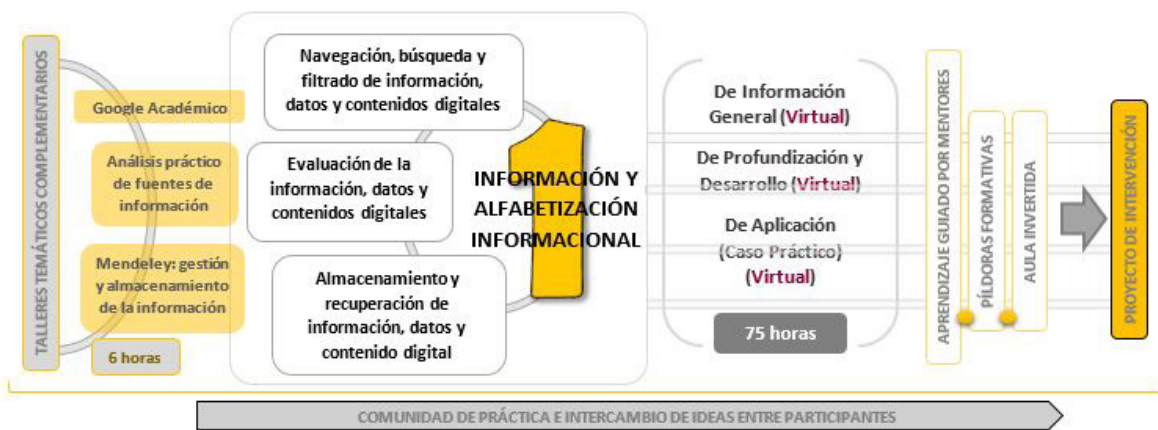 TALLERES TEMÁTICOS COMPLEMENTARIOS
Google Académico
Análisis práctico
de fuentes de
información
Mendeley: gestión
y almacenamiento
de la información
6 horas
Navegación, búsqueda y
filtrado de información,
datos y contenidos digitales
Evaluación de la
información, datos y
contenidos digitales
Almacenamiento y
recuperación de
información, datos y
contenido digital
1
INFORMACIÓN Y
ALFABETIZACIÓN
INFORMACIONAL
De Información
General (Virtual)
De Profundización y
Desarrollo (Virtual)
De Aplicación
(Caso Práctico)
(Virtual)
75 horas
APRENDIZAJE GUIADO POR MENTORES
PÍLDORAS FORMATIVAS
AULA INVERTIDA
PROYECTO DE INTERVENCIÓN
COMUNIDAD DE PRÁCTICA E INTERCAMBIO DE IDEAS ENTRE PARTICIPANTES